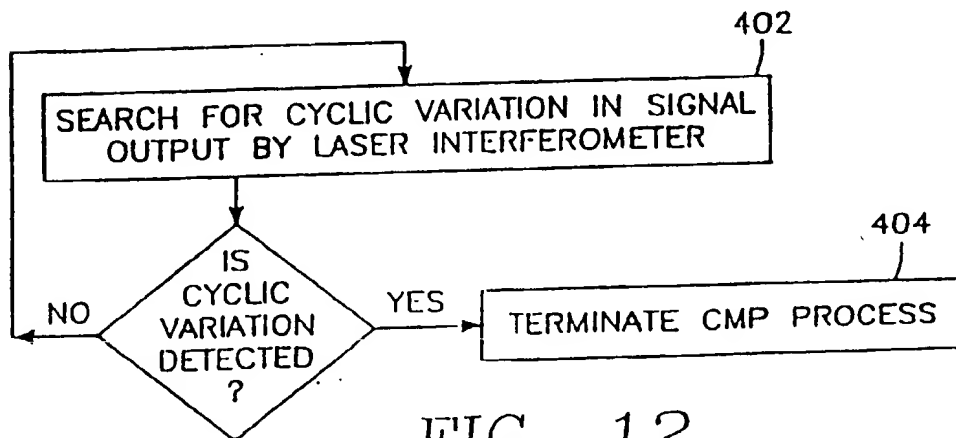 402
SEARCH FOR CYCLIC VARIATION IN SIGNAL
OUTPUT BY LASER INTERFEROMETER
404
IS
CYCLIC
VARIATION
DETECTED
?
NO
YES
TERMINATE CMP PROCESS
FIG. 12